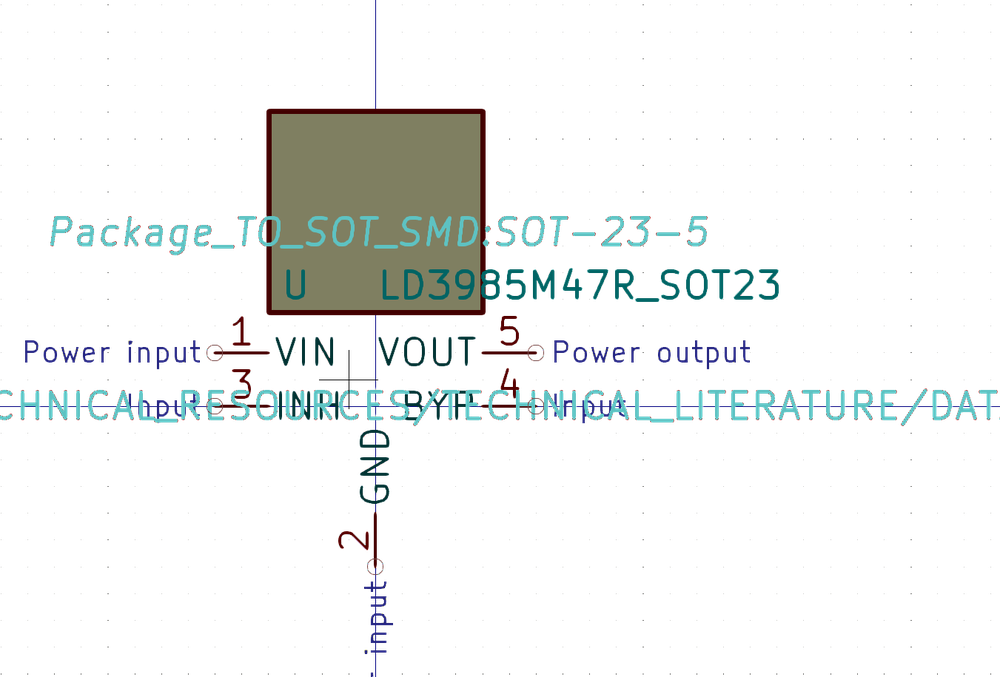 Package_TO_SOT_SMD:SOT-23-5
U LD3985M47R_SOT23
Power input 1 VIN VOUT 5 Power output
Input 3 INH BYP 4 Input
CHNICAL_RESOURCES/TECHNICAL_LITERATURE/DATA
GND
2
input